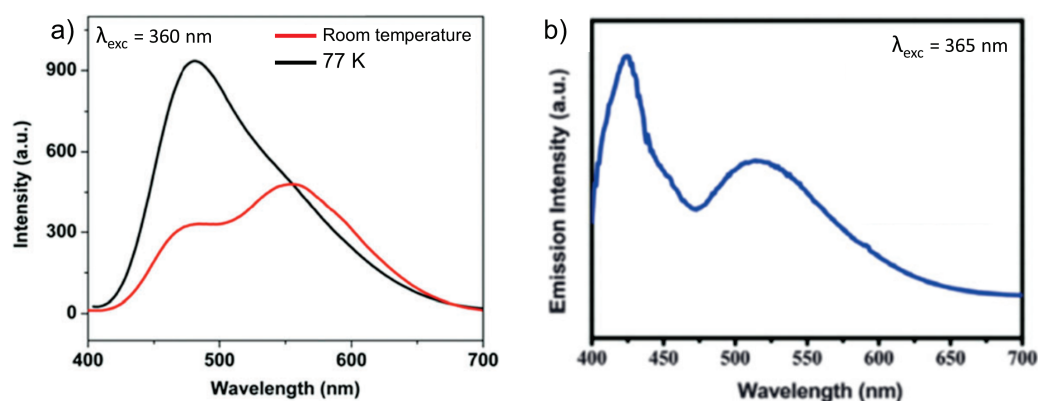 a)
λexc = 360 nm
Room temperature
77 K
900
600
300
0
Intensity (a.u.)
400 500 600 700
Wavelength (nm)
b)
λexc = 365 nm
Emission Intensity (a.u.)
400 450 500 550 600 650 700
Wavelength (nm)